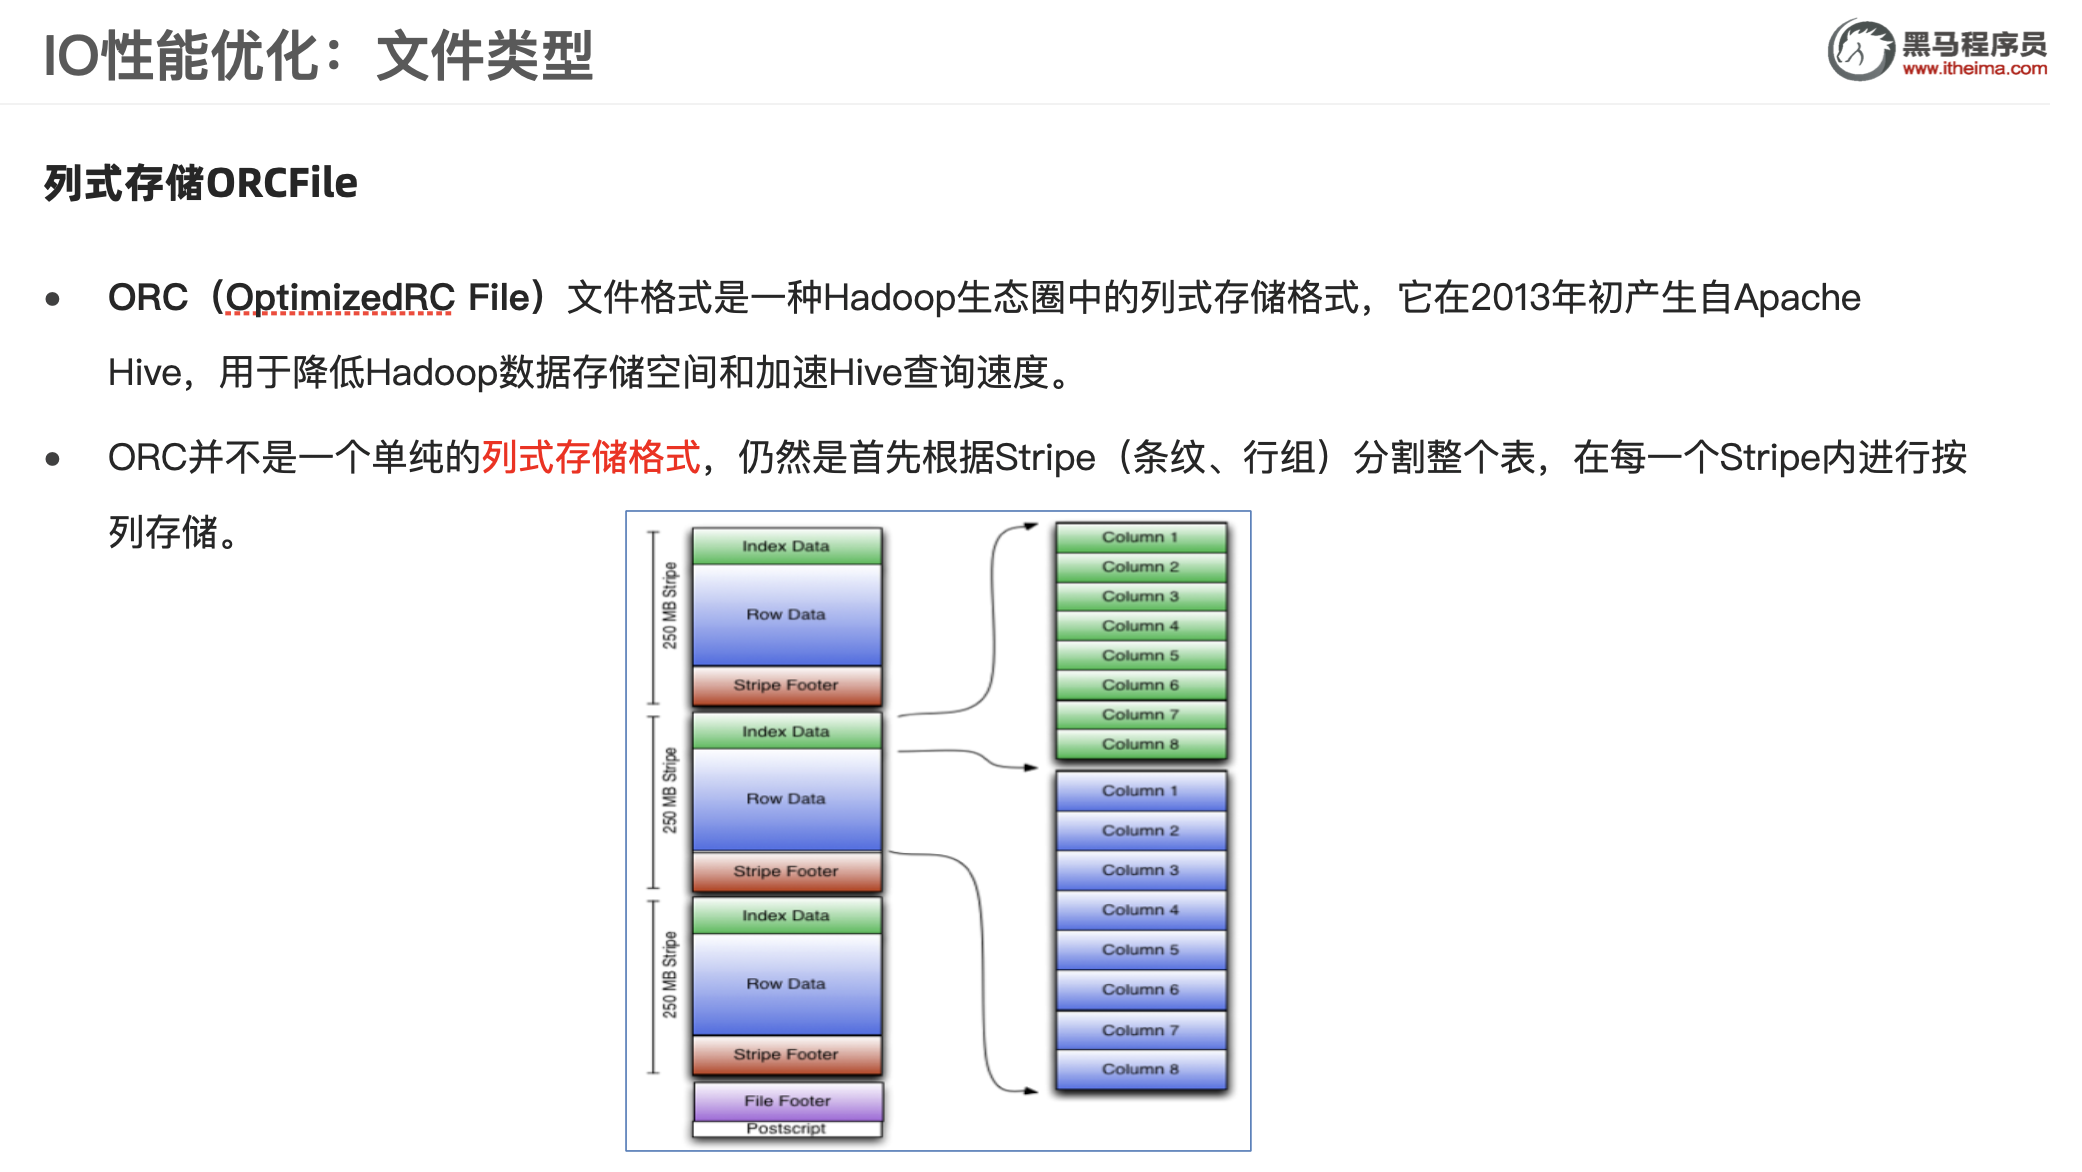 IO性能优化：文件类型
黑马程序员
www.itheima.com
列式存储ORCFile
● ORC（OptimizedRC File）文件格式是一种Hadoop生态圈中的列式存储格式，它在2013年初产生自Apache
Hive，用于降低Hadoop数据存储空间和加速Hive查询速度。
● ORC并不是一个单纯的列式存储格式，仍然是首先根据Stripe（条纹、行组）分割整个表，在每一个Stripe内进行按
列存储。
250 MB Stripe
Index Data
Row Data
Stripe Footer
250 MB Stripe
Index Data
Row Data
Stripe Footer
250 MB Stripe
Index Data
Row Data
Stripe Footer
File Footer
Postscript
Column 1
Column 2
Column 3
Column 4
Column 5
Column 6
Column 7
Column 8
Column 1
Column 2
Column 3
Column 4
Column 5
Column 6
Column 7
Column 8